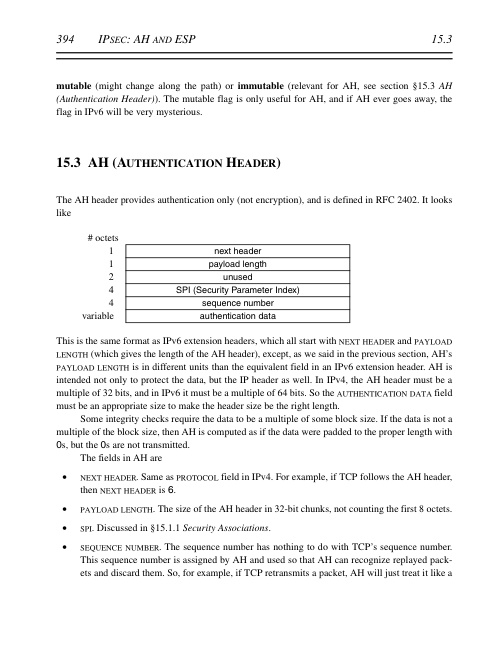 394 IPSEC: AH AND ESP 15.3
mutable (might change along the path) or immutable (relevant for AH, see section §15.3 AH
(Authentication Header)). The mutable flag is only useful for AH, and if AH ever goes away, the
flag in IPv6 will be very mysterious.
15.3 AH (AUTHENTICATION HEADER)
The AH header provides authentication only (not encryption), and is defined in RFC 2402. It looks
like
# octets
1 next header
1 payload length
2 unused
4 SPI (Security Parameter Index)
4 sequence number
variable authentication data
This is the same format as IPv6 extension headers, which all start with NEXT HEADER and PAYLOAD
LENGTH (which gives the length of the AH header), except, as we said in the previous section, AH's
PAYLOAD LENGTH is in different units than the equivalent field in an IPv6 extension header. AH is
intended not only to protect the data, but the IP header as well. In IPv4, the AH header must be a
multiple of 32 bits, and in IPv6 it must be a multiple of 64 bits. So the AUTHENTICATION DATA field
must be an appropriate size to make the header size be the right length.
Some integrity checks require the data to be a multiple of some block size. If the data is not a
multiple of the block size, then AH is computed as if the data were padded to the proper length with
0s, but the 0s are not transmitted.
The fields in AH are
• NEXT HEADER. Same as PROTOCOL field in IPv4. For example, if TCP follows the AH header,
then NEXT HEADER is 6.
• PAYLOAD LENGTH. The size of the AH header in 32-bit chunks, not counting the first 8 octets.
• SPI. Discussed in §15.1.1 Security Associations.
• SEQUENCE NUMBER. The sequence number has nothing to do with TCP's sequence number.
This sequence number is assigned by AH and used so that AH can recognize replayed pack-
ets and discard them. So, for example, if TCP retransmits a packet, AH will just treat it like a